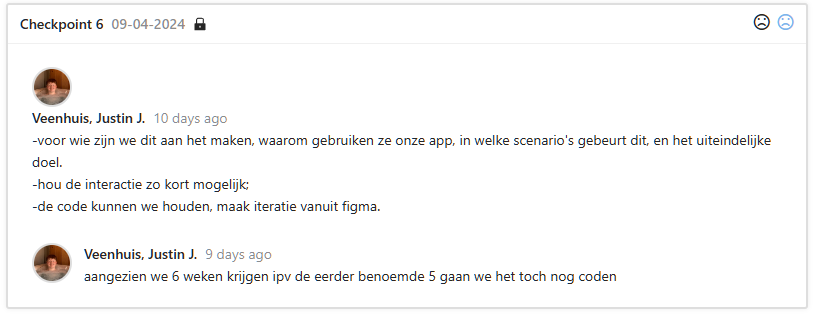 Checkpoint 6 09-04-2024
Veenhuis, Justin J. 10 days ago
-voor wie zijn we dit aan het maken, waarom gebruiken ze onze app, in welke scenario's gebeurt dit, en het uiteindelijke
doel.
-hou de interactie zo kort mogelijk;
-de code kunnen we houden, maak iteratie vanuit figma.
Veenhuis, Justin J. 9 days ago
aangezien we 6 weken krijgen ipv de eerder benoemde 5 gaan we het toch nog coden